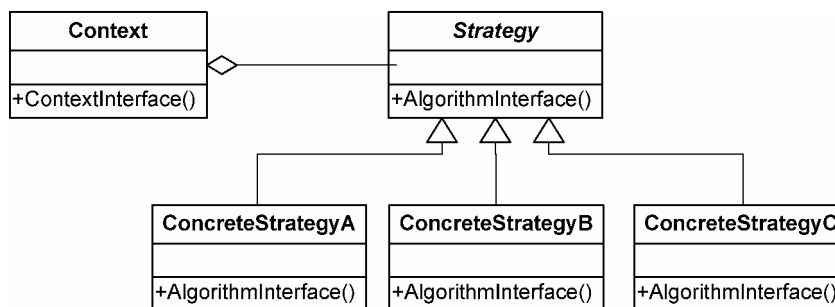 Context
Strategy
+ContextInterface()
+AlgorithmInterface()
ConcreteStrategyA
ConcreteStrategyB
ConcreteStrategyC
+AlgorithmInterface()
+AlgorithmInterface()
+AlgorithmInterface()